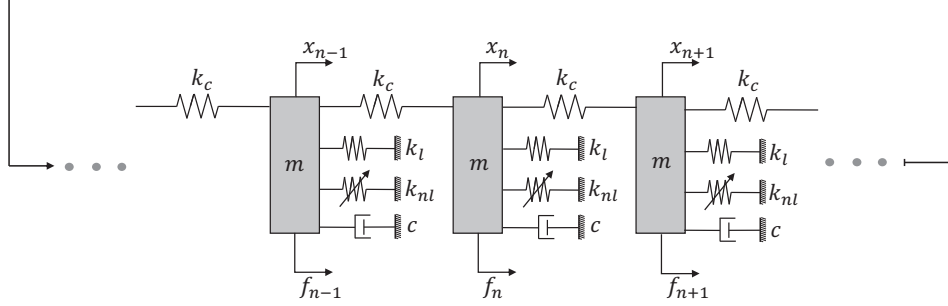 x_{n-1} x_n x_{n+1}
k_c k_c k_c k_c
m k_l m k_l m k_l
k_{nl} k_{nl} k_{nl}
c c c
f_{n-1} f_n f_{n+1}